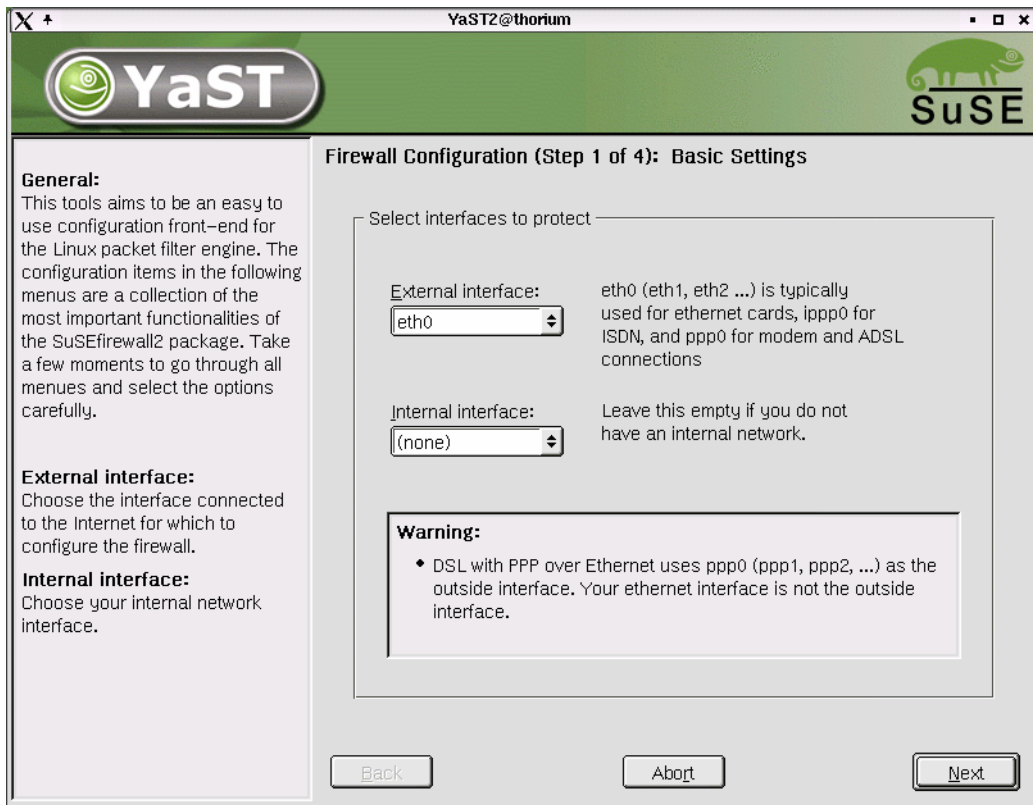 YaST2@thorium
YaST
SuSE
General:
This tools aims to be an easy to
use configuration front-end for
the Linux packet filter engine. The
configuration items in the following
menus are a collection of the
most important functionalities of
the SuSEfirewall2 package. Take
a few moments to go through all
menues and select the options
carefully.
External interface:
Choose the interface connected
to the Internet for which to
configure the firewall.
Internal interface:
Choose your internal network
interface.
Firewall Configuration (Step 1 of 4): Basic Settings
Select interfaces to protect
External interface:
eth0
eth0 (eth1, eth2 ...) is typically
used for ethernet cards, ippp0 for
ISDN, and ppp0 for modem and ADSL
connections
Internal interface:
(none)
Leave this empty if you do not
have an internal network.
Warning:
• DSL with PPP over Ethernet uses ppp0 (ppp1, ppp2, ...) as the
outside interface. Your ethernet interface is not the outside
interface.
Back
Abort
Next